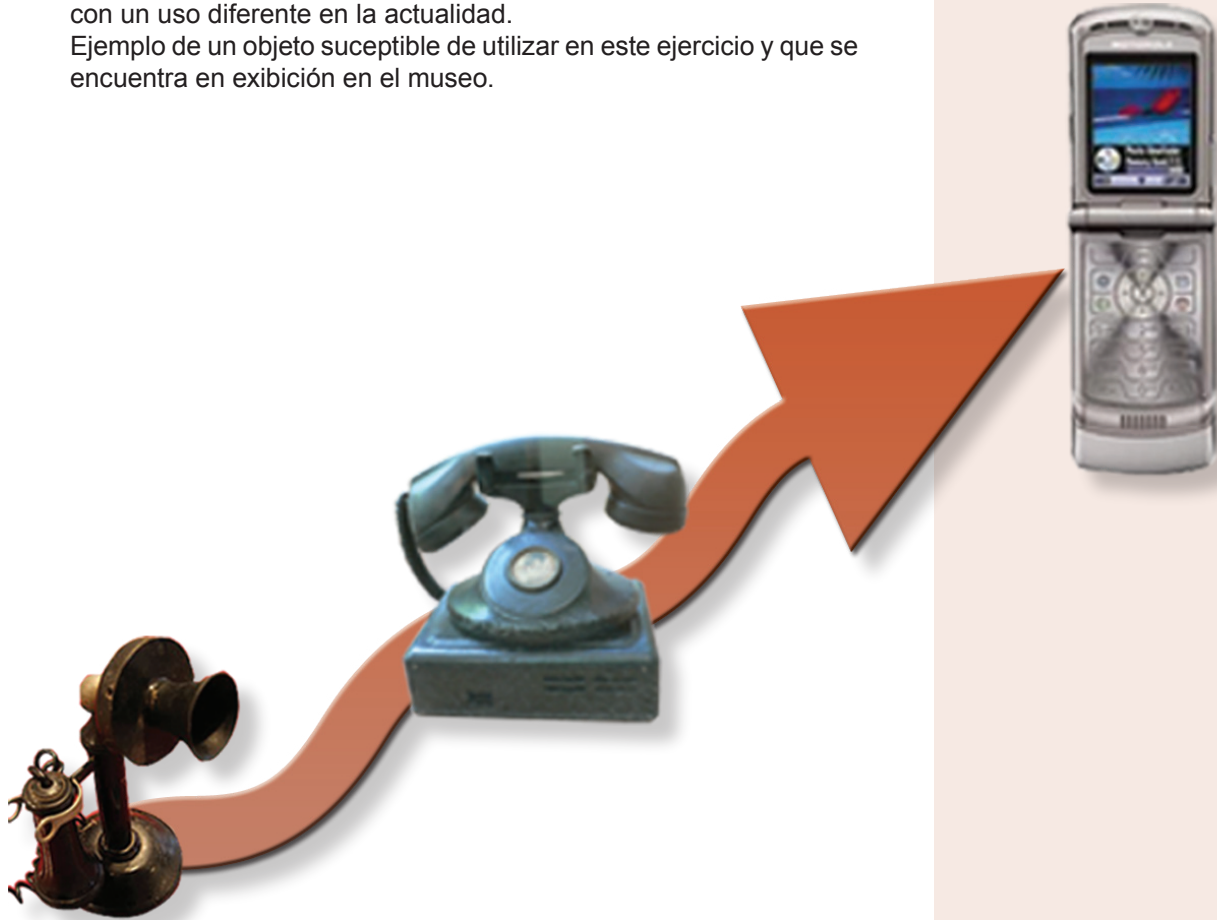 con un uso diferente en la actualidad.
Ejemplo de un objeto suceptible de utilizar en este ejercicio y que se
encuentra en exibición en el museo.
MOTOROLA